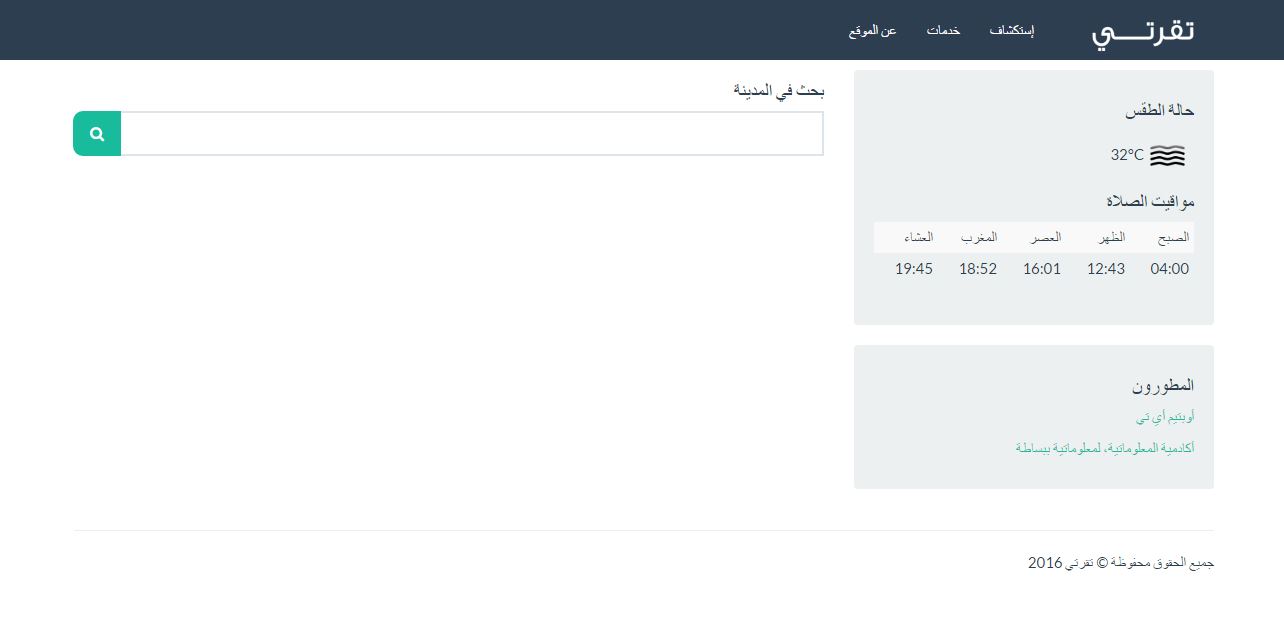 تقرتي
إستكشاف خدمات عن الموقع
حالة الطقس
32°C
مواقيت الصلاة
الصبح الظهر العصر المغرب العشاء
04:00 12:43 16:01 18:52 19:45
المطورون
أوبتيم أي تي
أكادمية المعلوماتية، لمعلوماتية ببساطة
بحث في المدينة
جميع الحقوق محفوظة © تقرتي 2016